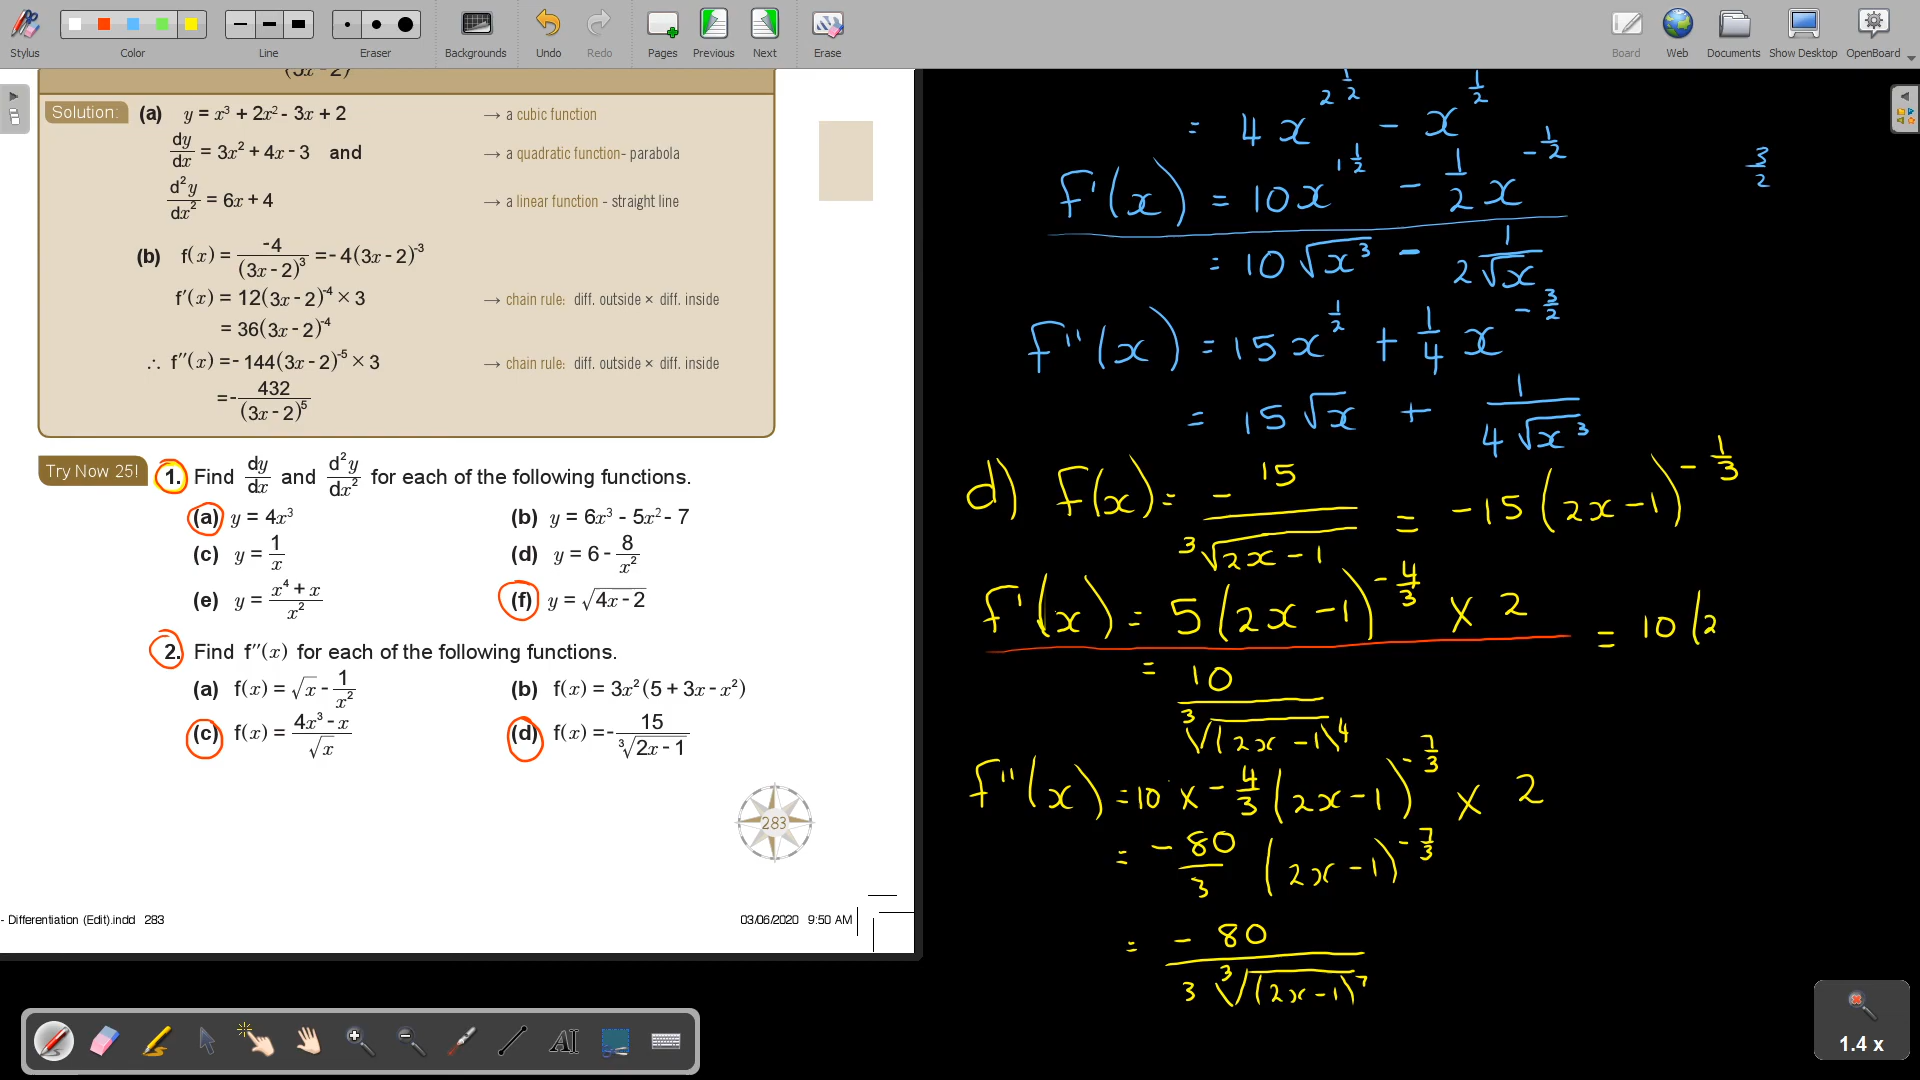 Stylus Color Line Eraser Backgrounds Undo Redo Pages Previous Next Erase Board Web Documents Show Desktop OpenBoard
Solution: (a) y = x³ + 2x² - 3x + 2 → a cubic function
dy/dx = 3x² + 4x - 3 and → a quadratic function- parabola
d²y/dx² = 6x + 4 → a linear function - straight line
(b) f(x) = -4/(3x - 2)³ = - 4(3x - 2)⁻³
f′(x) = 12(3x - 2)⁻⁴ × 3 → chain rule: diff. outside × diff. inside
= 36(3x - 2)⁻⁴
∴ f′′(x) = - 144(3x - 2)⁻⁵ × 3 → chain rule: diff. outside × diff. inside
= - 432/(3x - 2)⁵
Try Now 25! 1. Find dy/dx and d²y/dx² for each of the following functions.
(a) y = 4x³ (b) y = 6x³ - 5x² - 7
(c) y = 1/x (d) y = 6 - 8/x²
(e) y = (x⁴ + x)/x² (f) y = √(4x - 2)
2. Find f′′(x) for each of the following functions.
(a) f(x) = √x - 1/x² (b) f(x) = 3x²(5 + 3x - x²)
(c) f(x) = (4x³ - x)/√x (d) f(x) = - 15/∛(2x - 1)
283
- Differentiation (Edit).indd 283 03/06/2020 9:50 AM
= 4x^(2 1/2) - x^(1/2)
f'(x) = 10x^(1 1/2) - 1/2 x^(-1/2)
3/2
= 10√x³ - 1/(2√x)
f''(x) = 15x^(1/2) + 1/4 x^(-3/2)
= 15√x + 1/(4√x³)
d) f(x) = - 15/∛(2x - 1) = -15(2x - 1)^(-1/3)
f'(x) = 5(2x - 1)^(-4/3) × 2 = 10(2
= 10/∛(2x - 1)⁴
f''(x) = 10 × - 4/3 (2x - 1)^(-7/3) × 2
= - 80/3 (2x - 1)^(-7/3)
= - 80/(3 ∛(2x - 1)⁷)
1.4 x